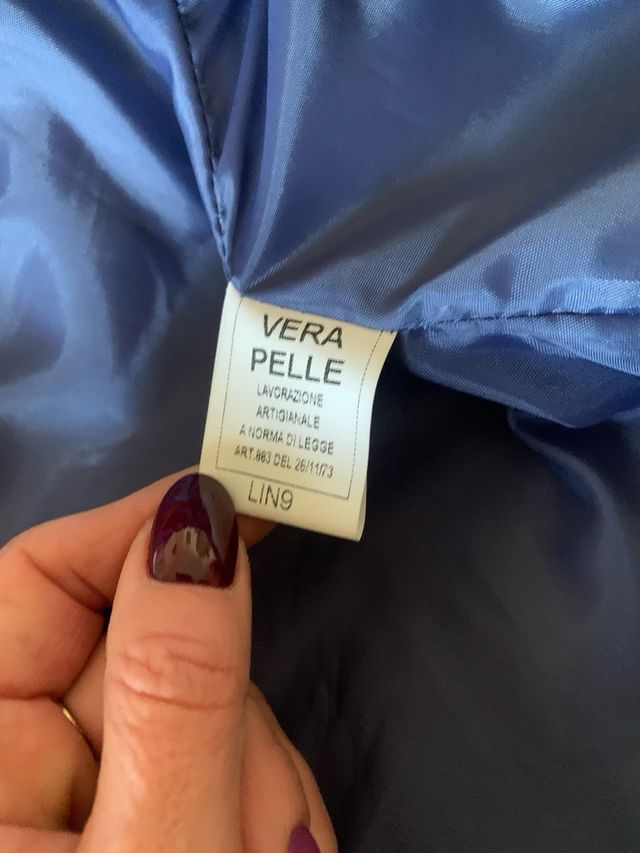 VERA
PELLE
LAVORAZIONE
ARTIGIANALE
A NORMA DI LEGGE
ART.883 DEL 26/11/73
LIN9